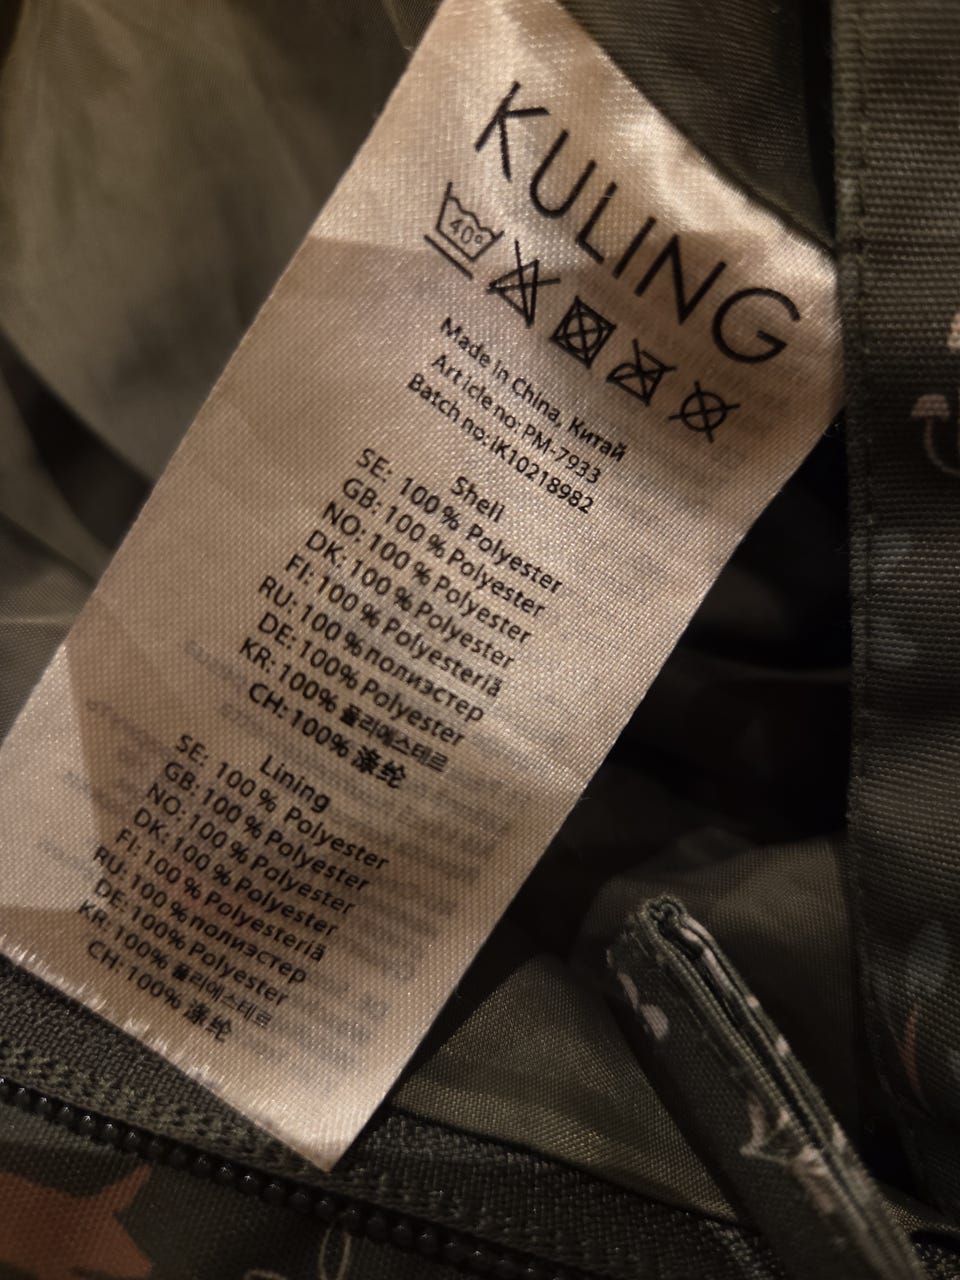 KULING
40°
Made in China, Китай
Article no: PM-7933
Batch no:IK10218982
Shell
SE: 100 % Polyester
GB: 100 % Polyester
NO: 100 % Polyester
DK: 100 % Polyester
FI: 100 % Polyesteriä
RU: 100 % полиэстер
DE: 100% Polyester
KR: 100% 폴리에스테르
CH: 100% 涤纶
Lining
SE: 100 % Polyester
GB: 100 % Polyester
NO: 100 % Polyester
DK: 100 % Polyester
FI: 100 % Polyesteriä
RU: 100 % полиэстер
DE: 100% Polyester
KR: 100% 폴리에스테르
CH: 100% 涤纶